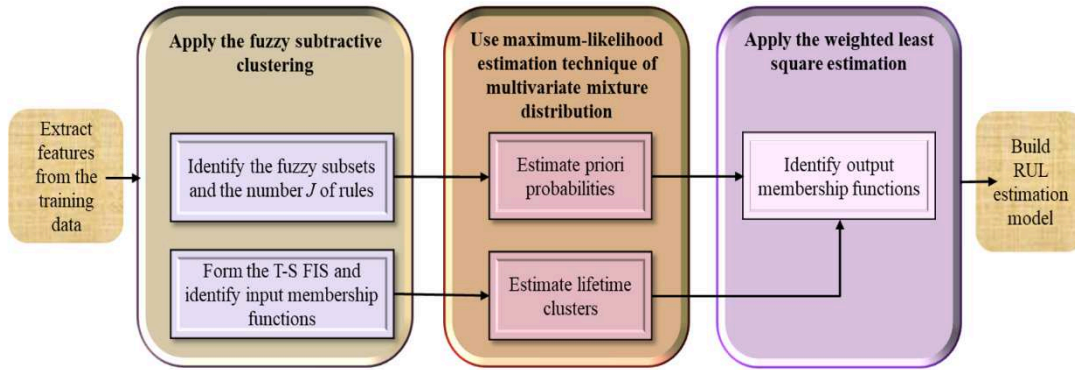 Extract
features
from the
training
data
Apply the fuzzy subtractive
clustering
Identify the fuzzy subsets
and the number J of rules
Form the T-S FIS and
identify input membership
functions
Use maximum-likelihood
estimation technique of
multivariate mixture
distribution
Estimate priori
probabilities
Estimate lifetime
clusters
Apply the weighted least
square estimation
Identify output
membership functions
Build
RUL
estimation
model